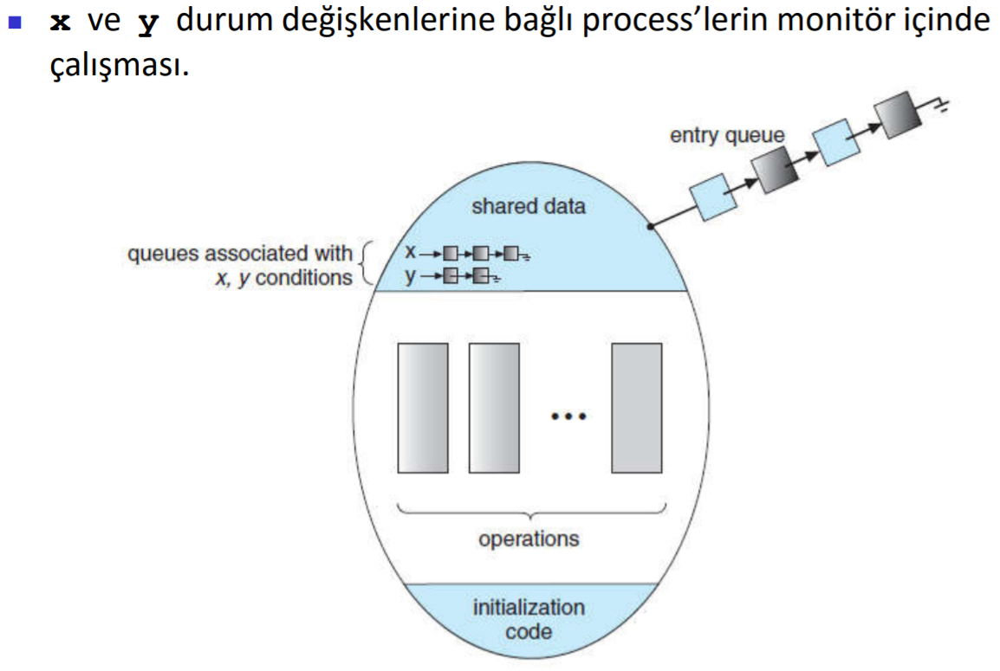 x ve y durum değişkenlerine bağlı process’lerin monitör içinde
çalışması.
entry queue
shared data
queues associated with
x, y conditions
x
y
...
operations
initialization
code